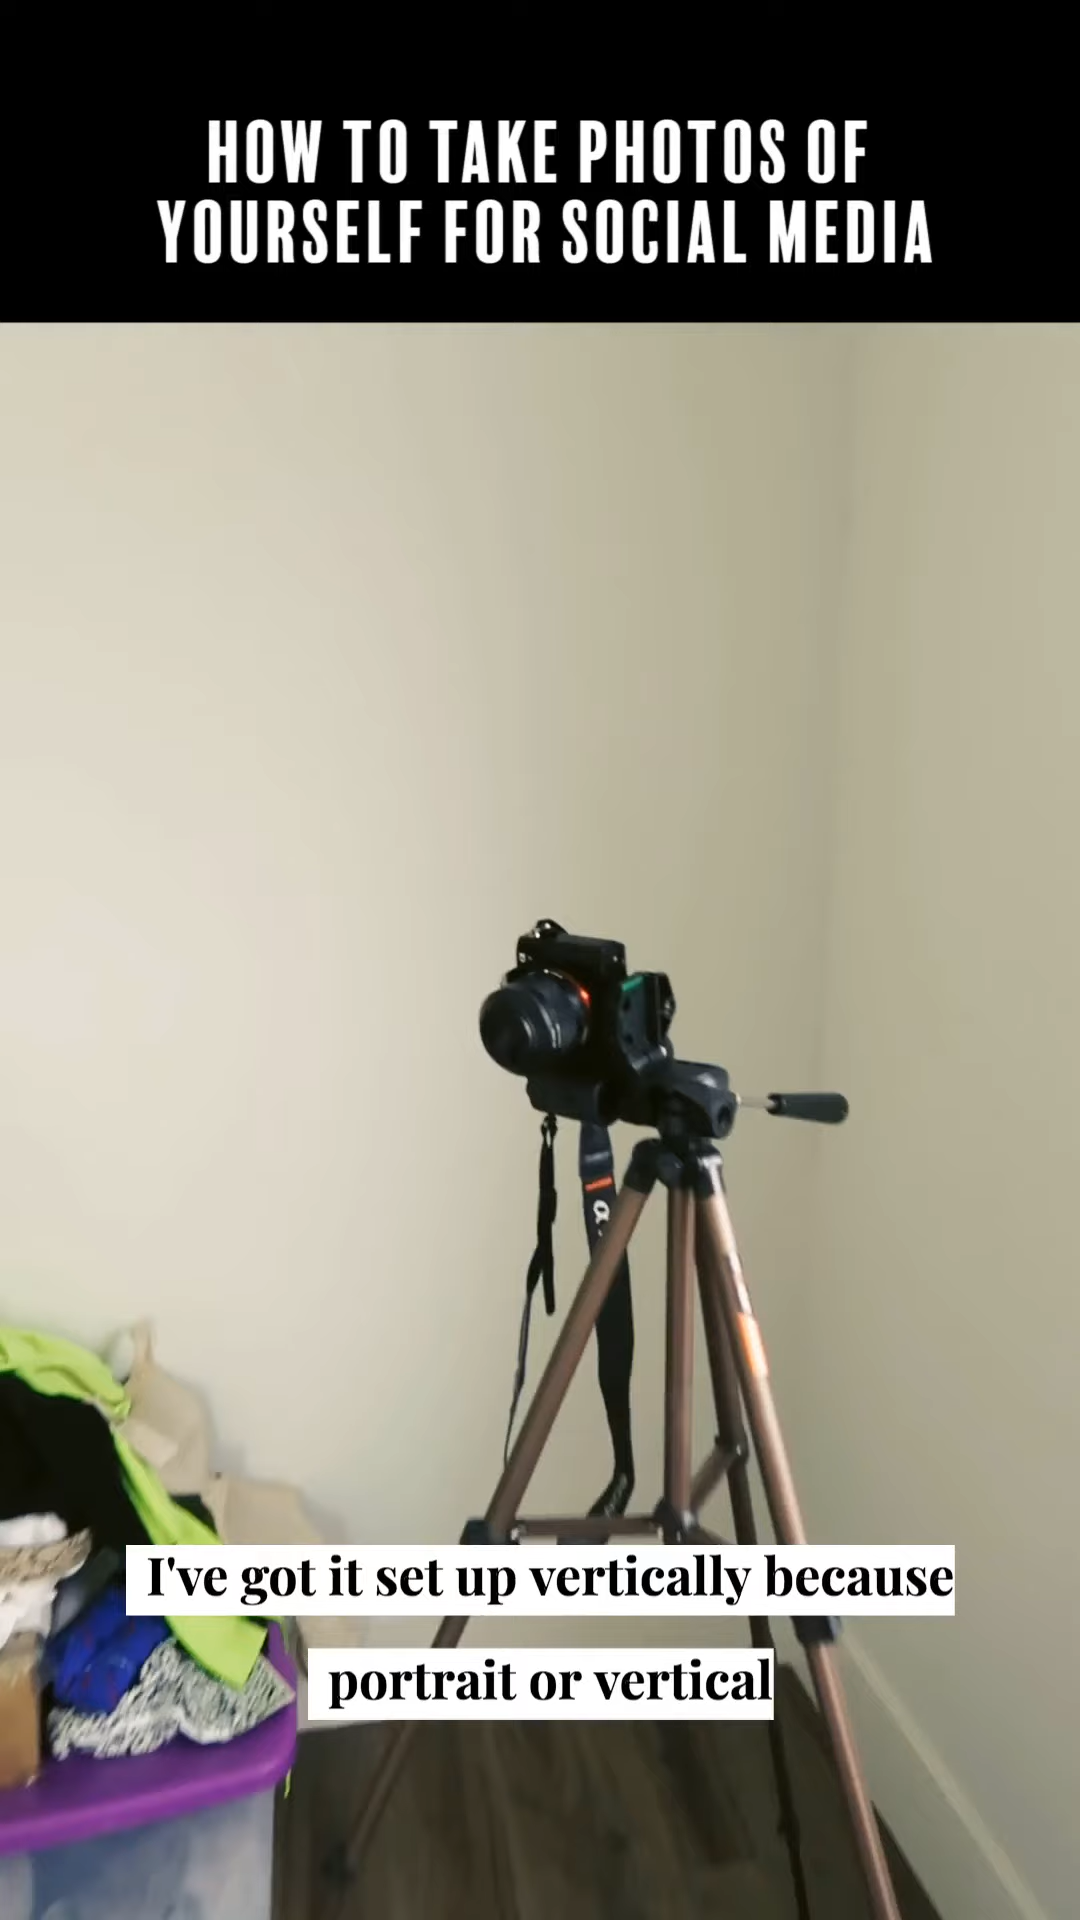 HOW TO TAKE PHOTOS OF
YOURSELF FOR SOCIAL MEDIA
α
I've got it set up vertically because
portrait or vertical